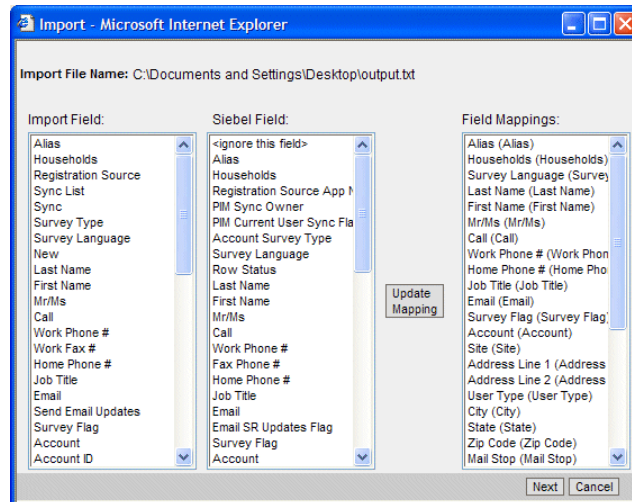 Import - Microsoft Internet Explorer
Import File Name: C:\Documents and Settings\Desktop\output.txt
Import Field:
Alias
Households
Registration Source
Sync List
Sync
Survey Type
Survey Language
New
Last Name
First Name
Mr/Ms
Call
Work Phone #
Work Fax #
Home Phone #
Job Title
Email
Send Email Updates
Survey Flag
Account
Account ID
Siebel Field:
<ignore this field>
Alias
Households
Registration Source App N
PIM Sync Owner
PIM Current User Sync Fla
Account Survey Type
Survey Language
Row Status
Last Name
First Name
Mr/Ms
Call
Work Phone #
Fax Phone #
Home Phone #
Job Title
Email
Email SR Updates Flag
Survey Flag
Account
Update
Mapping
Field Mappings:
Alias (Alias)
Households (Households)
Survey Language (Survey
Last Name (Last Name)
First Name (First Name)
Mr/Ms (Mr/Ms)
Call (Call)
Work Phone # (Work Phon
Home Phone # (Home Pho
Job Title (Job Title)
Email (Email)
Survey Flag (Survey Flag)
Account (Account)
Site (Site)
Address Line 1 (Address
Address Line 2 (Address
User Type (User Type)
City (City)
State (State)
Zip Code (Zip Code)
Mail Stop (Mail Stop)
Next
Cancel